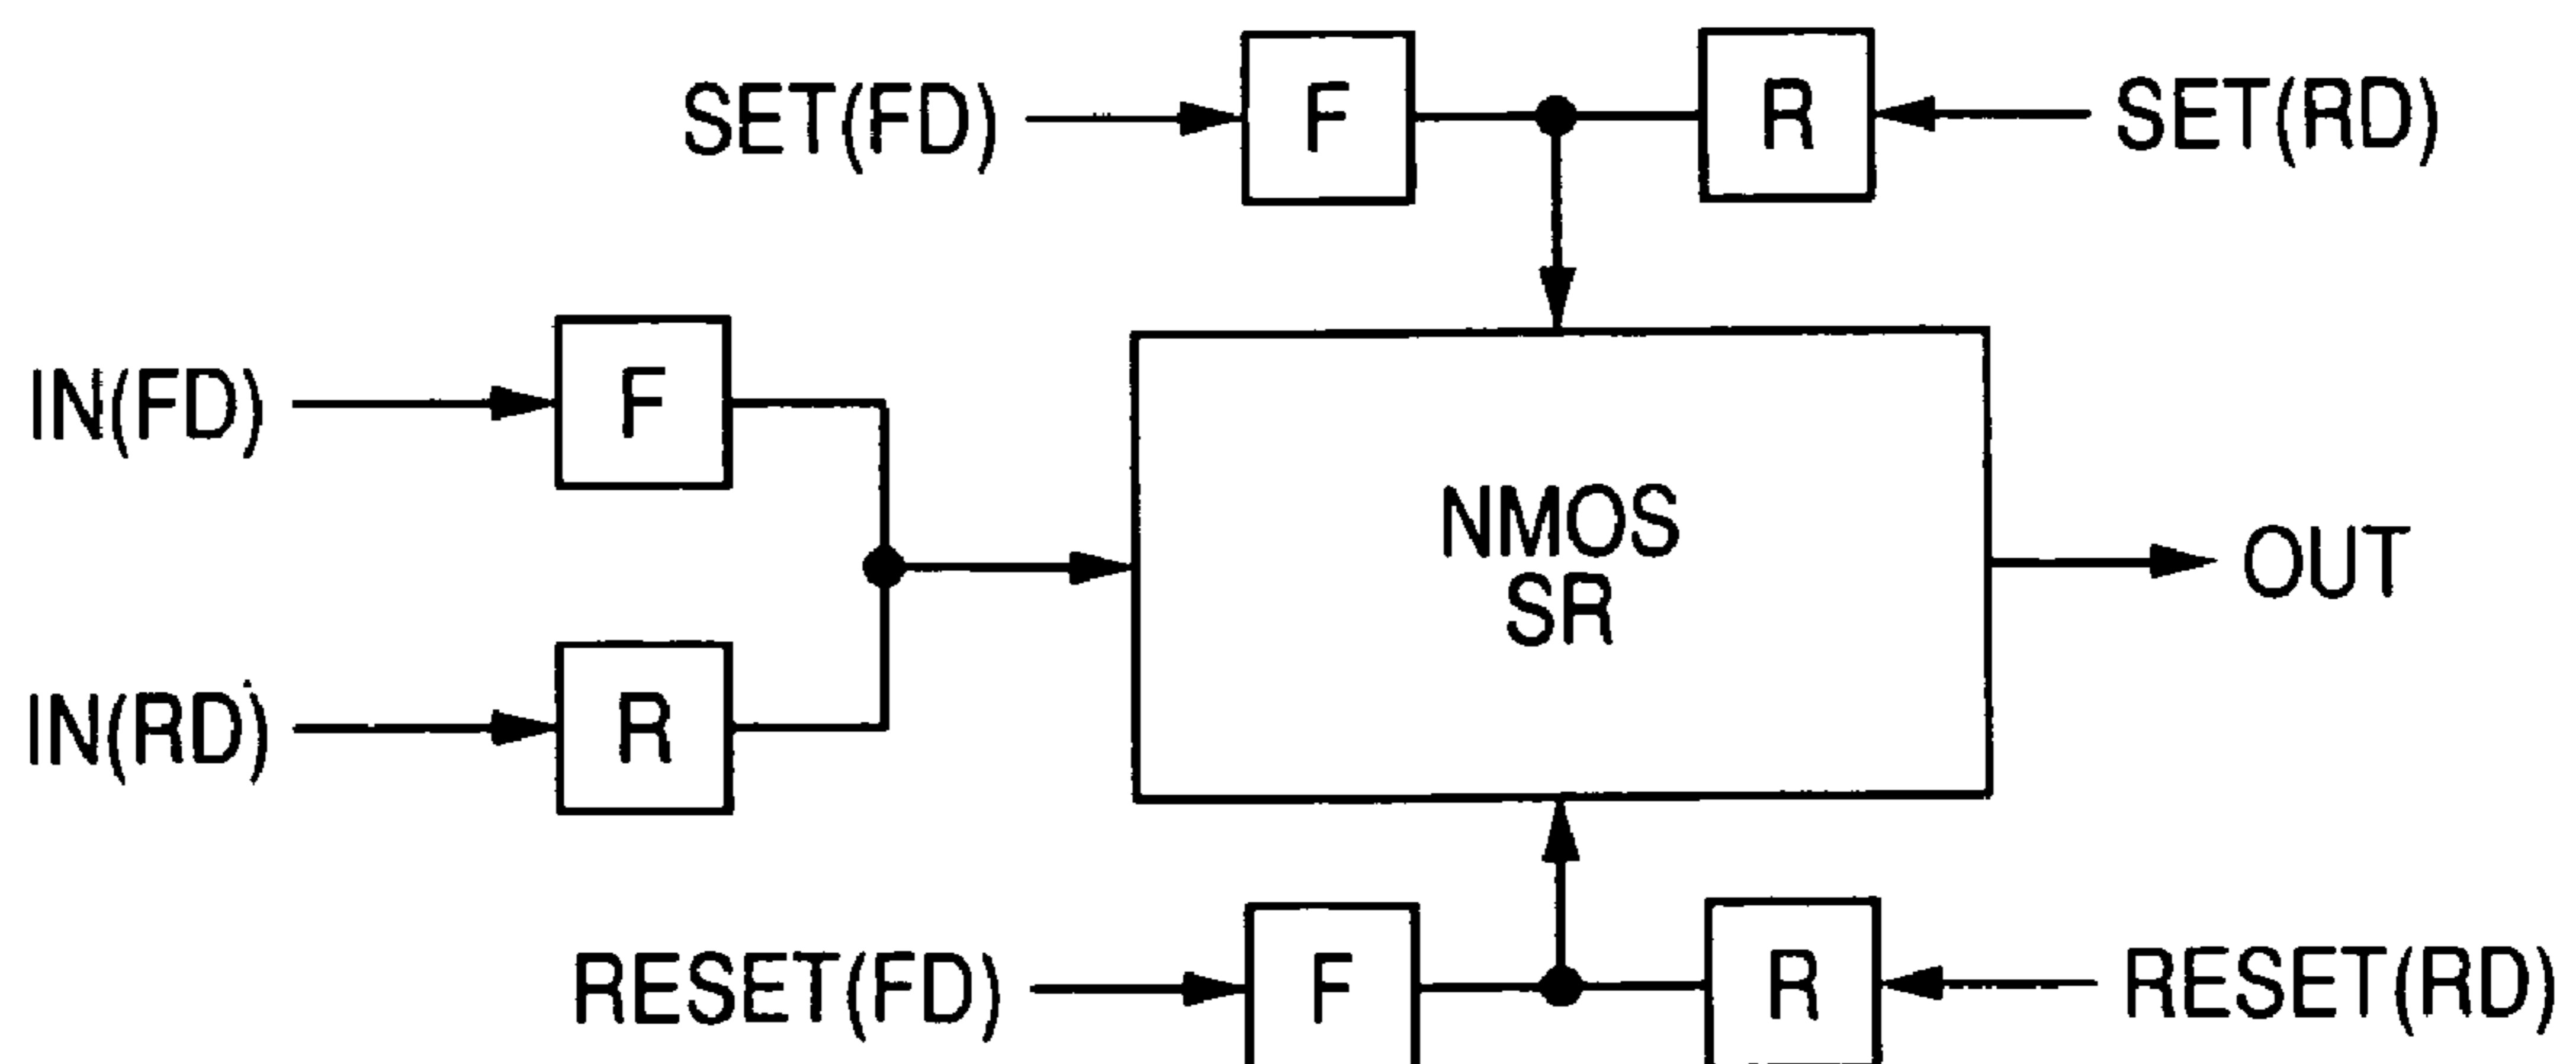 SET(FD)
F
R
SET(RD)
IN(FD)
F
NMOS
SR
OUT
IN(RD)
R
RESET(FD)
F
R
RESET(RD)